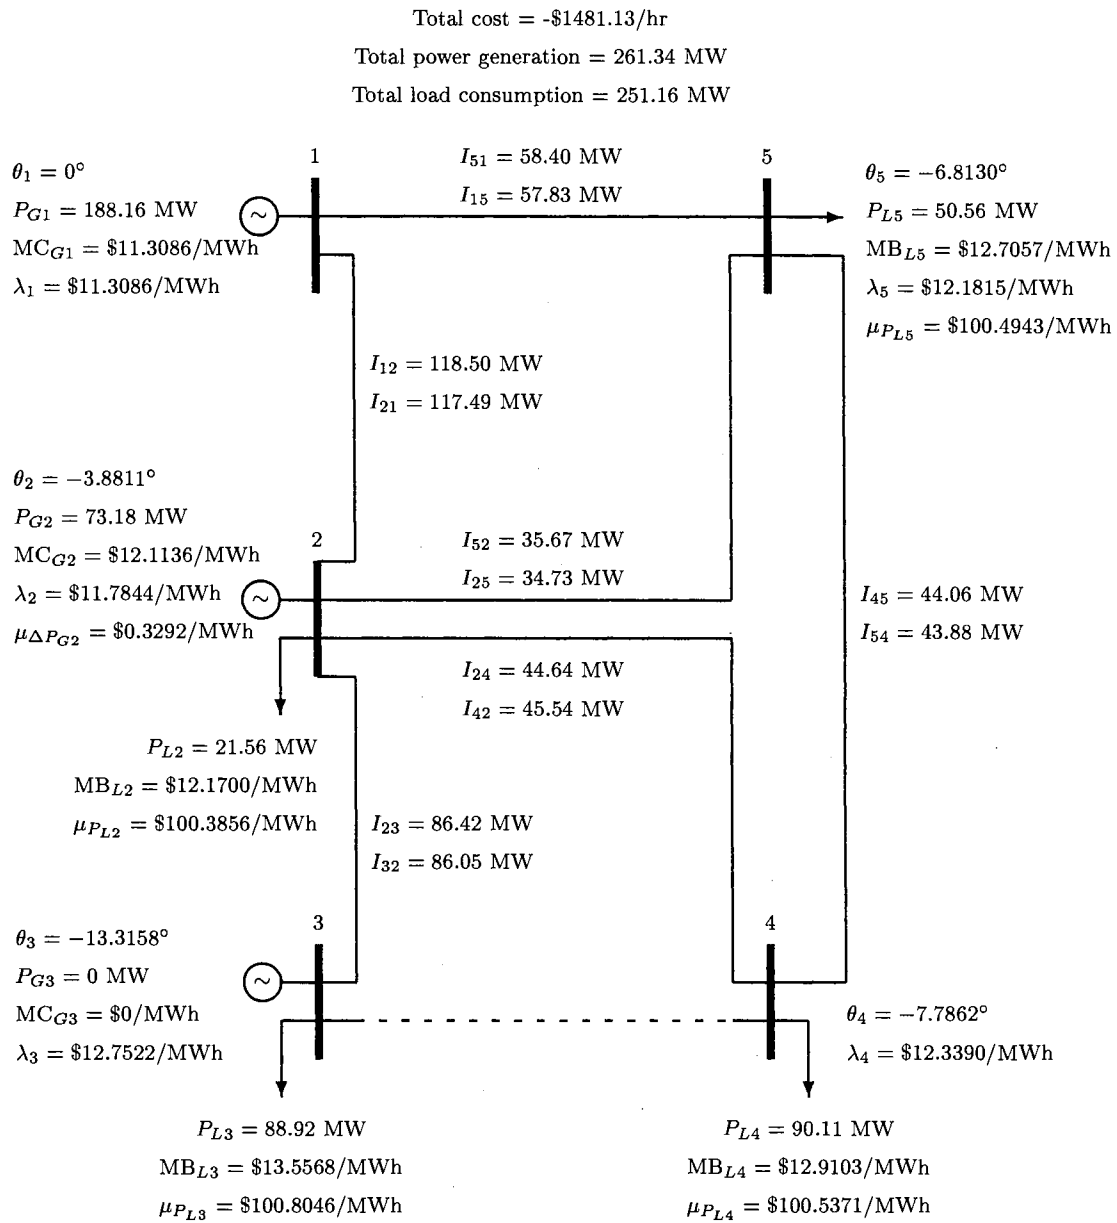 Total cost = -$1481.13/hr
Total power generation = 261.34 MW
Total load consumption = 251.16 MW
1
5
θ1 = 0°
PG1 = 188.16 MW
MCG1 = $11.3086/MWh
λ1 = $11.3086/MWh
~
I51 = 58.40 MW
I15 = 57.83 MW
θ5 = −6.8130°
PL5 = 50.56 MW
MBL5 = $12.7057/MWh
λ5 = $12.1815/MWh
μPL5 = $100.4943/MWh
I12 = 118.50 MW
I21 = 117.49 MW
θ2 = −3.8811°
PG2 = 73.18 MW
MCG2 = $12.1136/MWh
λ2 = $11.7844/MWh
μΔPG2 = $0.3292/MWh
2
~
I52 = 35.67 MW
I25 = 34.73 MW
I45 = 44.06 MW
I54 = 43.88 MW
I24 = 44.64 MW
I42 = 45.54 MW
PL2 = 21.56 MW
MBL2 = $12.1700/MWh
μPL2 = $100.3856/MWh
I23 = 86.42 MW
I32 = 86.05 MW
3
4
θ3 = −13.3158°
PG3 = 0 MW
MCG3 = $0/MWh
λ3 = $12.7522/MWh
~
θ4 = −7.7862°
λ4 = $12.3390/MWh
PL3 = 88.92 MW
MBL3 = $13.5568/MWh
μPL3 = $100.8046/MWh
PL4 = 90.11 MW
MBL4 = $12.9103/MWh
μPL4 = $100.5371/MWh